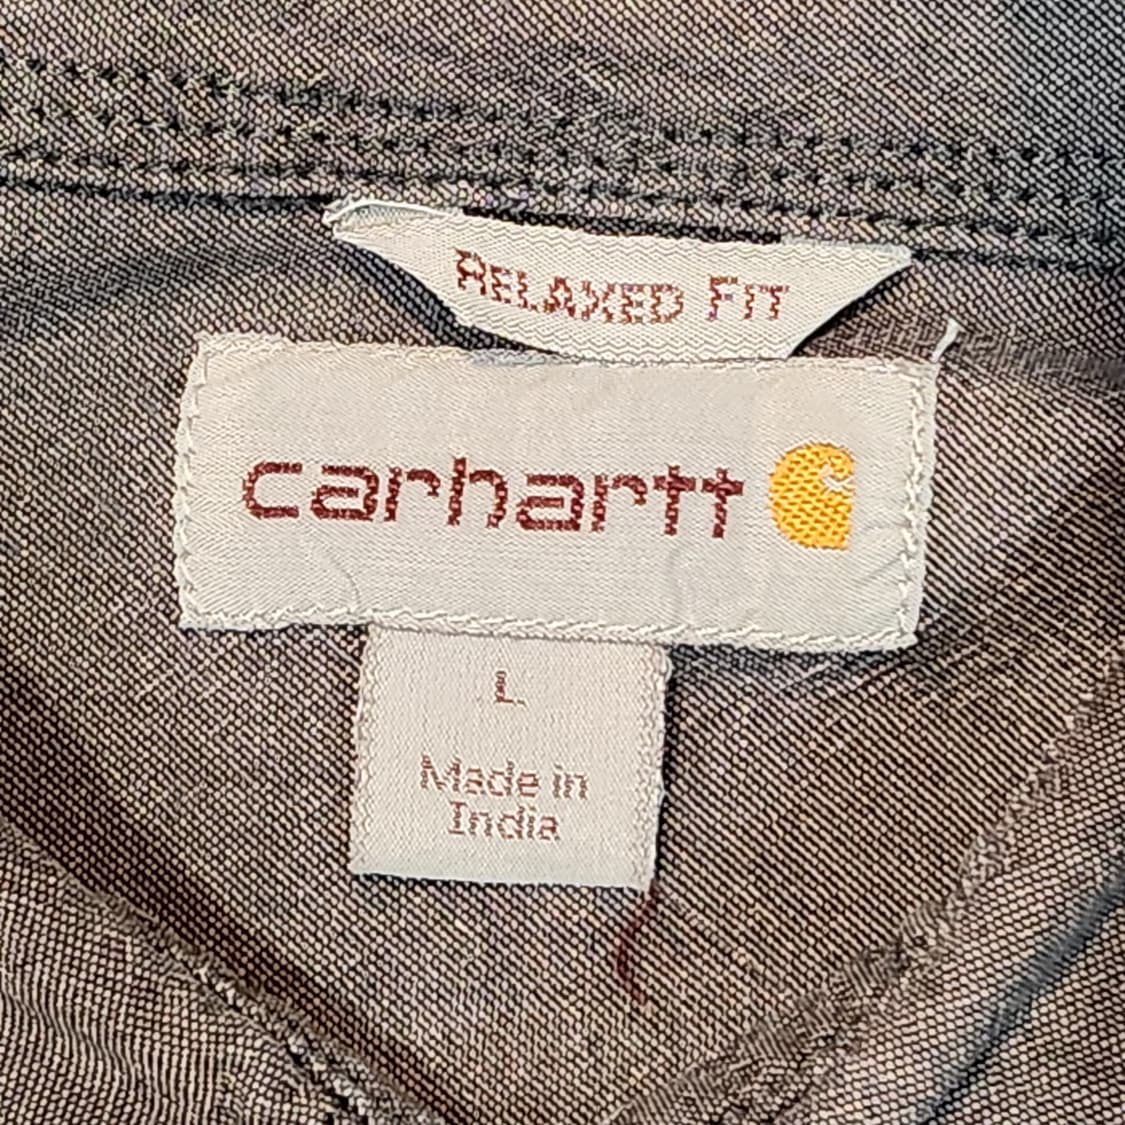 RELAXED FIT
carhartt
L
Made in
India